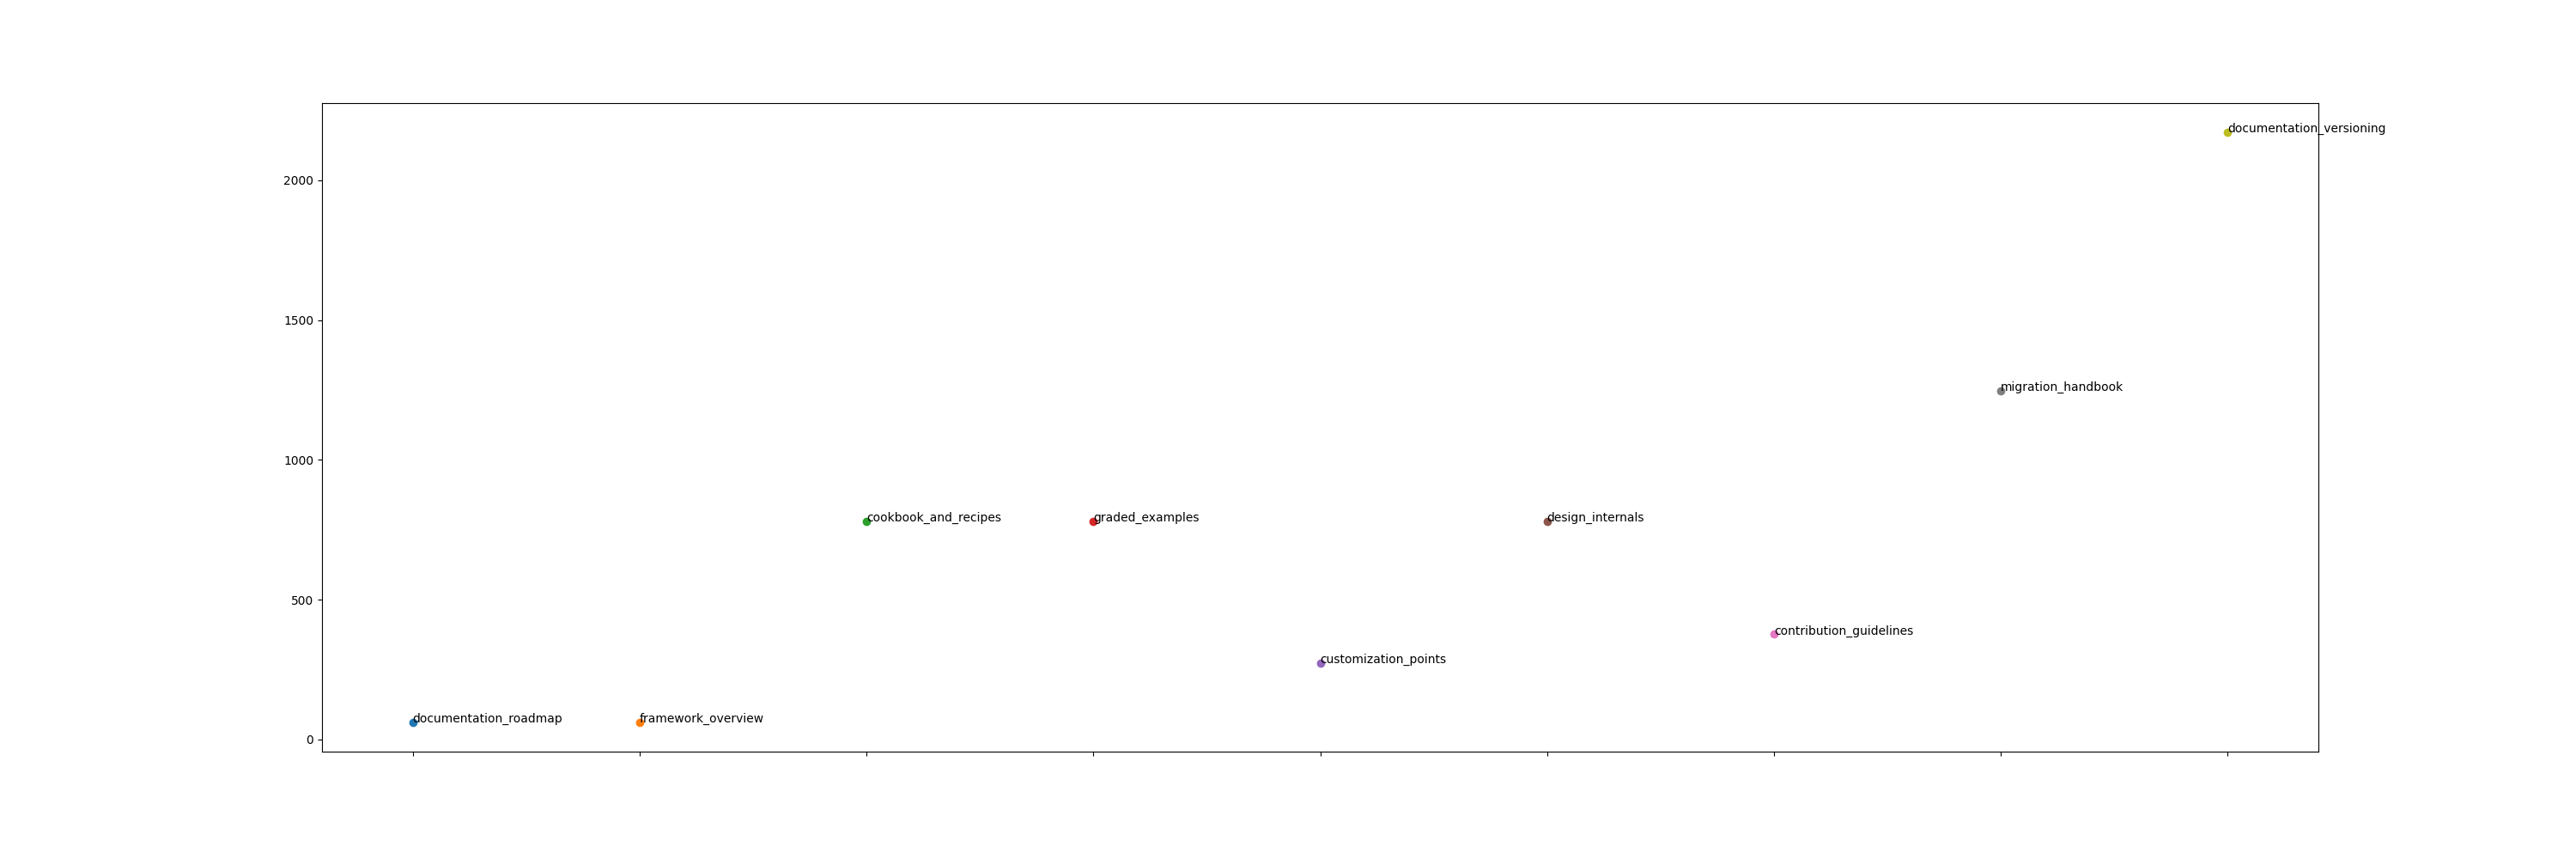 documentation_versioning
2000
1500
migration_handbook
1000
cookbook_and_recipes
graded_examples
design_internals
500
contribution_guidelines
customization_points
documentation_roadmap
framework_overview
0